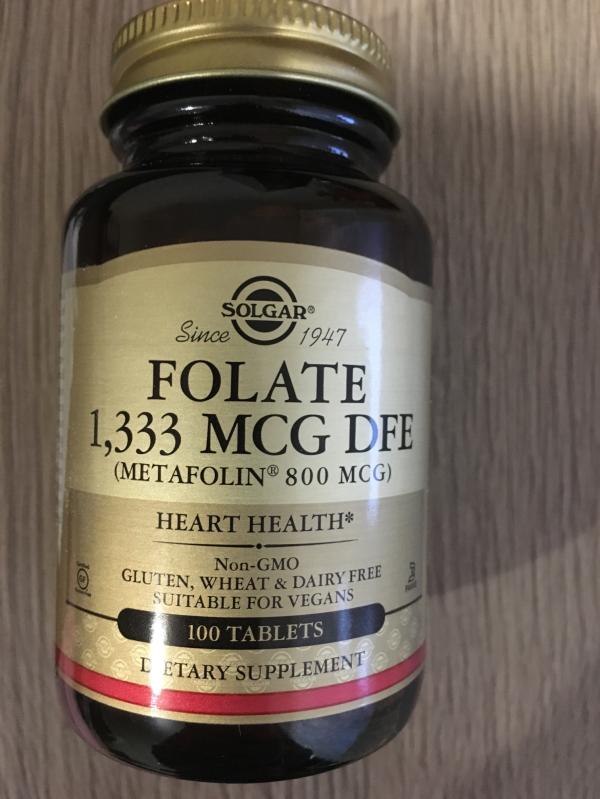 SOLGAR®
Since 1947
FOLATE
1,333 MCG DFE
(METAFOLIN® 800 MCG)
HEART HEALTH*
Non-GMO
GLUTEN, WHEAT & DAIRY FREE
SUITABLE FOR VEGANS
GF
100 TABLETS
DIETARY SUPPLEMENT